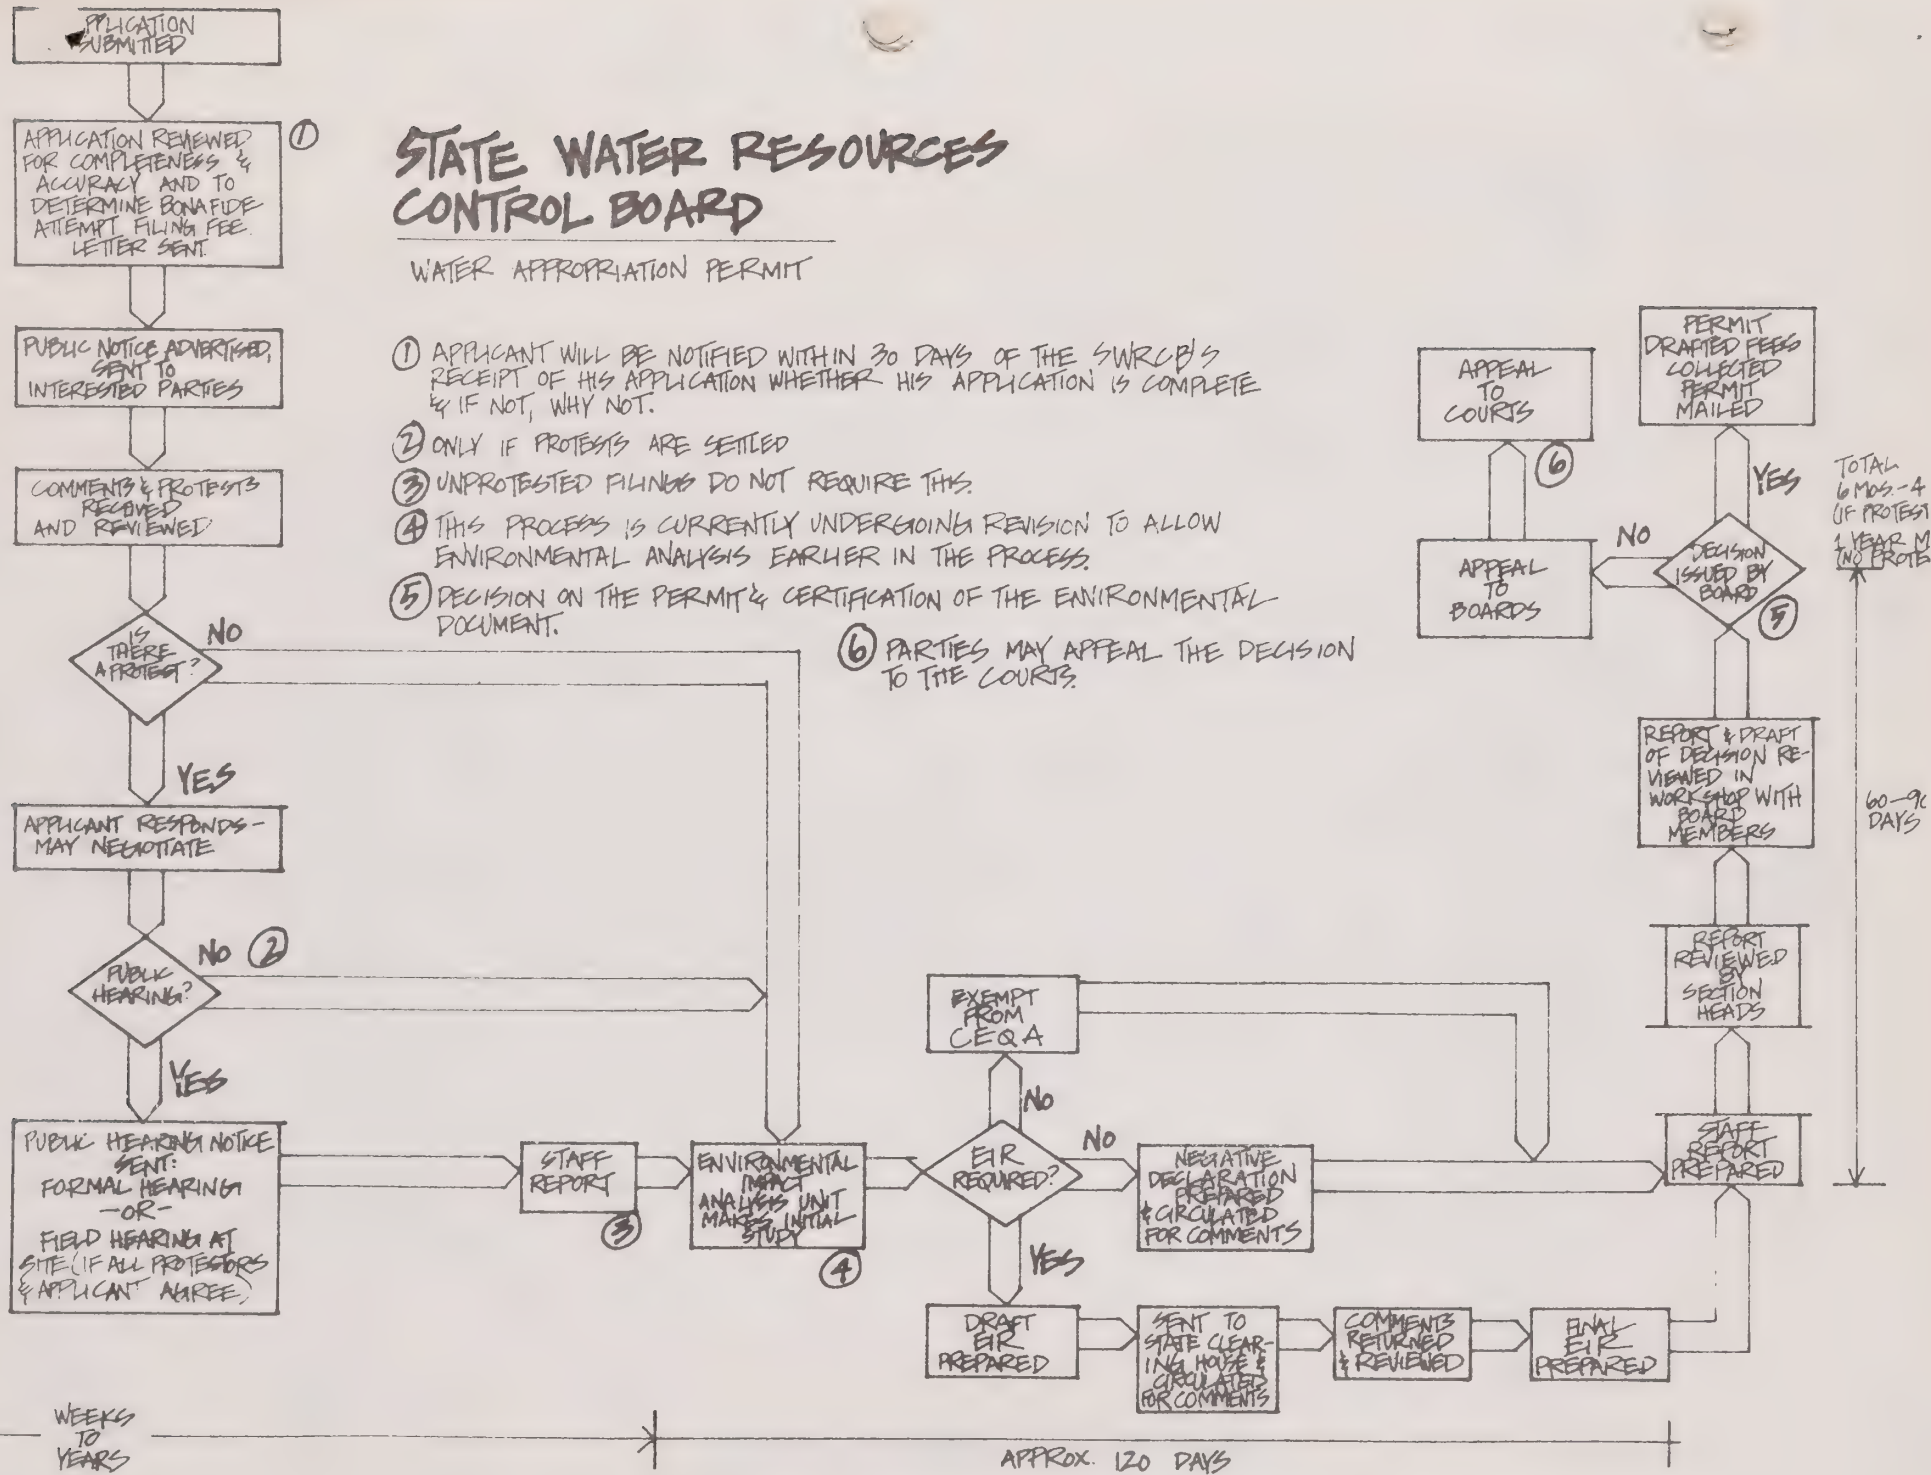 APPLICATION
SUBMITTED
APPLICATION REVIEWED
FOR COMPLETENESS &
ACCURACY AND TO
DETERMINE BONAFIDE
ATTEMPT. FILING FEE
LETTER SENT.
①
STATE WATER RESOURCES
CONTROL BOARD
WATER APPROPRIATION PERMIT
PUBLIC NOTICE ADVERTISED,
SENT TO
INTERESTED PARTIES
COMMENTS & PROTESTS
RECEIVED
AND REVIEWED
① APPLICANT WILL BE NOTIFIED WITHIN 30 DAYS OF THE SWRCB'S
RECEIPT OF HIS APPLICATION WHETHER HIS APPLICATION IS COMPLETE
& IF NOT, WHY NOT.
② ONLY IF PROTESTS ARE SETTLED
③ UNPROTESTED FILINGS DO NOT REQUIRE THIS.
④ THIS PROCESS IS CURRENTLY UNDERGOING REVISION TO ALLOW
ENVIRONMENTAL ANALYSIS EARLIER IN THE PROCESS.
⑤ DECISION ON THE PERMIT & CERTIFICATION OF THE ENVIRONMENTAL
DOCUMENT.
⑥ PARTIES MAY APPEAL THE DECISION
TO THE COURTS.
IS
THERE
A PROTEST?
NO
YES
APPLICANT RESPONDS-
MAY NEGOTIATE
PUBLIC
HEARING?
NO ②
YES
PUBLIC HEARING NOTICE
SENT:
FORMAL HEARING
-OR-
FIELD HEARING AT
SITE (IF ALL PROTESTORS
& APPLICANT AGREE)
STAFF
REPORT
③
ENVIRONMENTAL
IMPACT
ANALYSIS UNIT
MAKES INITIAL
STUDY
④
EXEMPT
FROM
CEQA
NO
EIR
REQUIRED?
NO
YES
NEGATIVE
DECLARATION
PREPARED
& CIRCULATED
FOR COMMENTS
DRAFT
EIR
PREPARED
SENT TO
STATE CLEAR-
ING HOUSE &
CIRCULATED
FOR COMMENTS
COMMENTS
RETURNED
& REVIEWED
FINAL
EIR
PREPARED
STAFF
REPORT
PREPARED
REPORT
REVIEWED
BY
SECTION
HEADS
REPORT & DRAFT
OF DECISION RE-
VIEWED IN
WORKSHOP WITH
BOARD
MEMBERS
DECISION
ISSUED BY
BOARD
⑤
NO
YES
APPEAL
TO
BOARDS
⑥
APPEAL
TO
COURTS
PERMIT
DRAFTED FEES
COLLECTED
PERMIT
MAILED
TOTAL
6 MOS.-4
(IF PROTEST
1 YEAR M
(NO PROTE
60-90
DAYS
WEEKS
TO
YEARS
APPROX. 120 DAYS